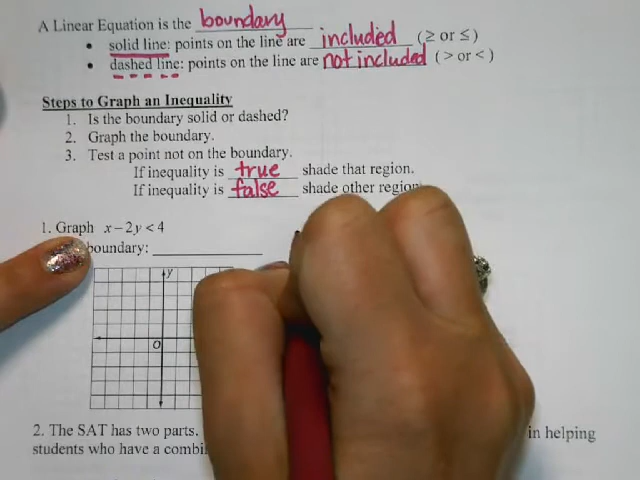 A Linear Equation is the boundary
• solid line: points on the line are included (≥ or ≤)
• dashed line: points on the line are not included (> or <)
Steps to Graph an Inequality
1. Is the boundary solid or dashed?
2. Graph the boundary.
3. Test a point not on the boundary.
If inequality is true shade that region.
If inequality is false shade other region
1. Graph x − 2y < 4
boundary:
y
O
2. The SAT has two parts. in helping
students who have a